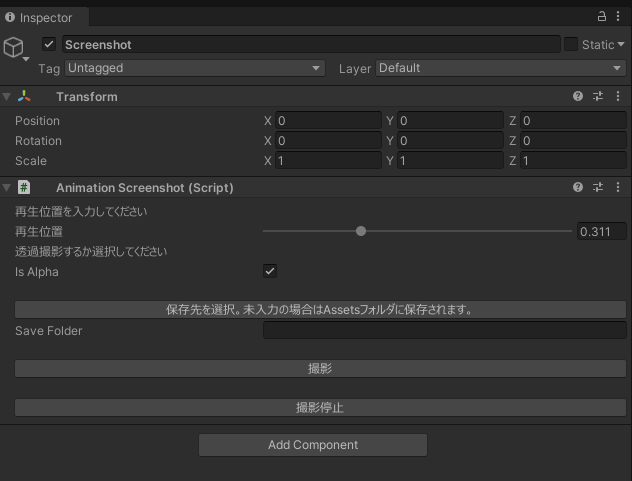 Inspector
Screenshot
Static
Tag Untagged Layer Default
Transform
Position X 0 Y 0 Z 0
Rotation X 0 Y 0 Z 0
Scale X 1 Y 1 Z 1
# Animation Screenshot (Script)
再生位置を入力してください
再生位置 0.311
透過撮影するか選択してください
Is Alpha
保存先を選択。未入力の場合はAssetsフォルダに保存されます。
Save Folder
撮影
撮影停止
Add Component